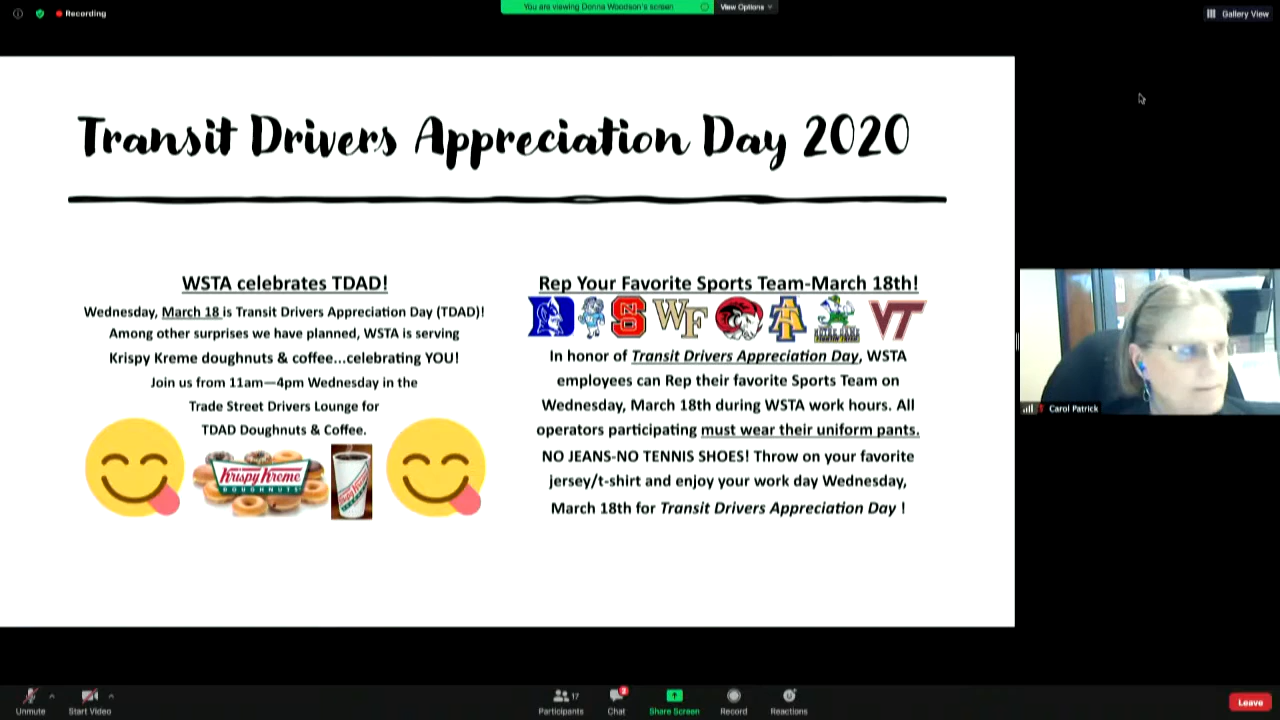 Recording
You are viewing Donna Woodson's screen
View Options
Gallery View
Transit Drivers Appreciation Day 2020
WSTA celebrates TDAD!
Wednesday, March 18 is Transit Drivers Appreciation Day (TDAD)!
Among other surprises we have planned, WSTA is serving
Krispy Kreme doughnuts & coffee...celebrating YOU!
Join us from 11am—4pm Wednesday in the
Trade Street Drivers Lounge for
TDAD Doughnuts & Coffee.
Krispy Kreme
DOUGHNUTS
Rep Your Favorite Sports Team-March 18th!
D S WF AT VT
In honor of Transit Drivers Appreciation Day, WSTA
employees can Rep their favorite Sports Team on
Wednesday, March 18th during WSTA work hours. All
operators participating must wear their uniform pants.
NO JEANS-NO TENNIS SHOES! Throw on your favorite
jersey/t-shirt and enjoy your work day Wednesday,
March 18th for Transit Drivers Appreciation Day !
Carol Patrick
Unmute
Start Video
Participants
17
Chat
Share Screen
Record
Reactions
Leave